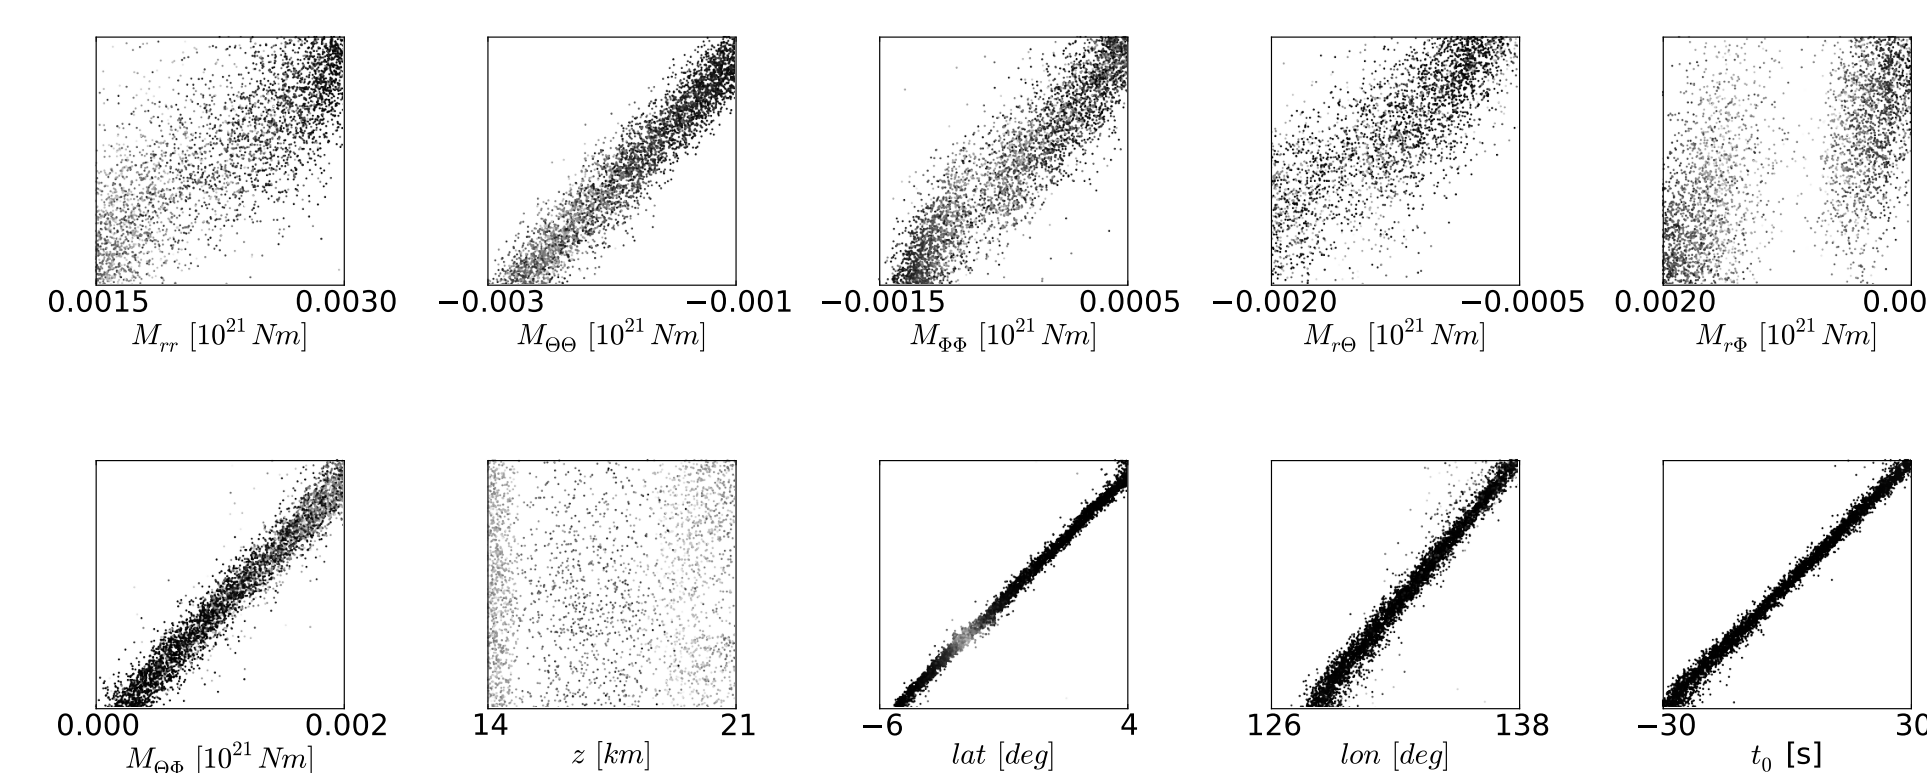 0.0015 0.0030 −0.003 −0.001 −0.0015 0.0005 −0.0020 −0.0005 0.0020 0.00
M_rr [10^21 Nm] M_ΘΘ [10^21 Nm] M_ΦΦ [10^21 Nm] M_rΘ [10^21 Nm] M_rΦ [10^21 Nm]
0.000 0.002 14 21 −6 4 126 138 −30 30
M_ΘΦ [10^21 Nm] z [km] lat [deg] lon [deg] t_0 [s]